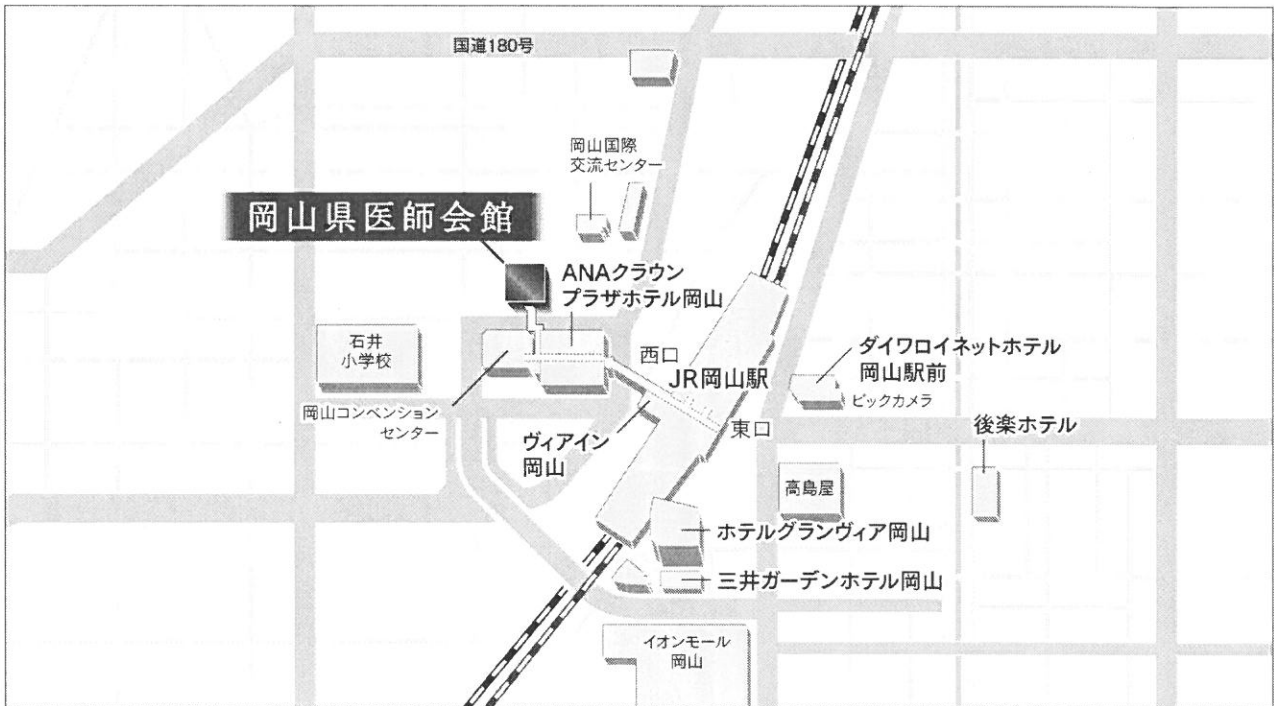 国道180号
岡山国際
交流センター
岡山県医師会館
ANAクラウン
プラザホテル岡山
石井
小学校
西口
JR岡山駅
ダイワロイネットホテル
岡山駅前
ビックカメラ
岡山コンベンション
センター
東口
後楽ホテル
ヴィアイン
岡山
高島屋
ホテルグランヴィア岡山
三井ガーデンホテル岡山
イオンモール
岡山